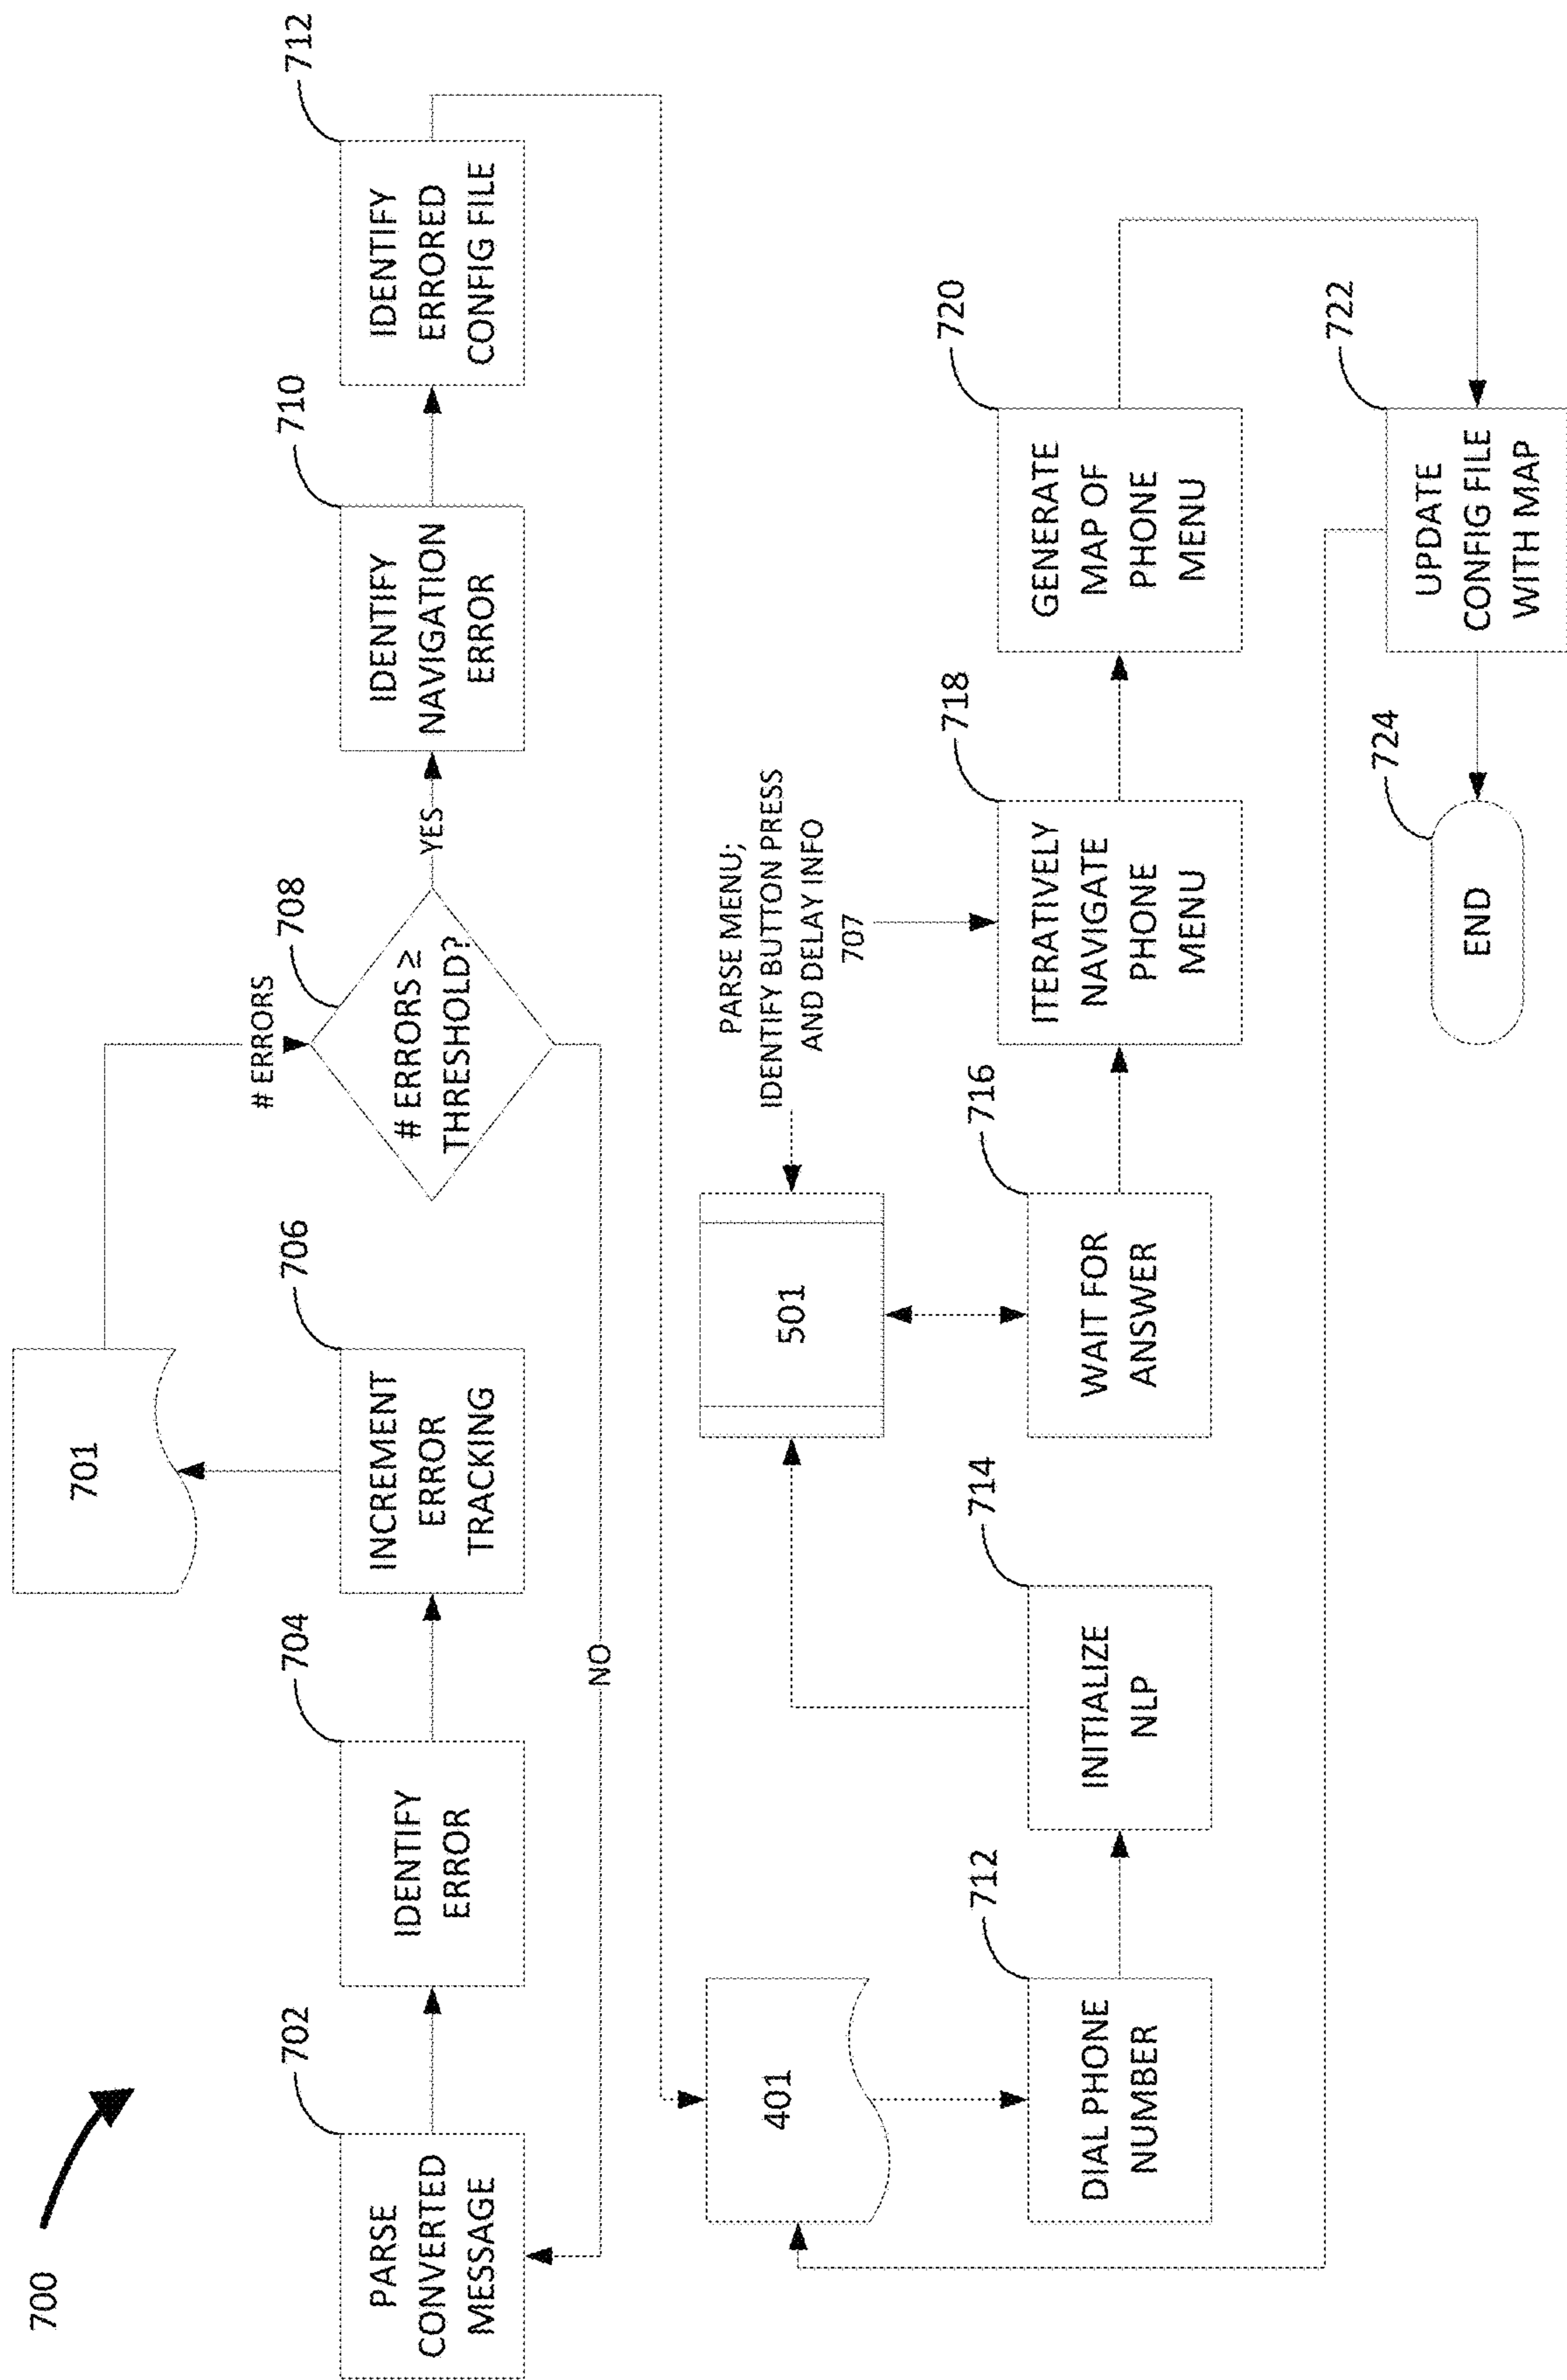 700
702
PARSE
CONVERTED
MESSAGE
704
IDENTIFY
ERROR
706
INCREMENT
ERROR
TRACKING
701
# ERRORS
708
# ERRORS ≥
THRESHOLD?
YES
NO
710
IDENTIFY
NAVIGATION
ERROR
712
IDENTIFY
ERRORED
CONFIG FILE
401
712
DIAL PHONE
NUMBER
714
INITIALIZE
NLP
501
716
WAIT FOR
ANSWER
PARSE MENU;
IDENTIFY BUTTON PRESS
AND DELAY INFO
707
718
ITERATIVELY
NAVIGATE
PHONE
MENU
720
GENERATE
MAP OF
PHONE
MENU
722
UPDATE
CONFIG FILE
WITH MAP
724
END